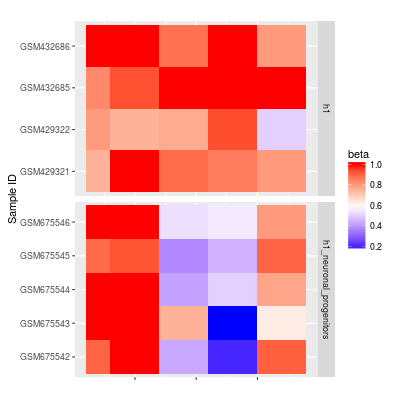 GSM432686
GSM432685
GSM429322
GSM429321
h1
GSM675546
GSM675545
GSM675544
GSM675543
GSM675542
h1_neuronal_progenitors
Sample ID
beta
1.0
0.8
0.6
0.4
0.2